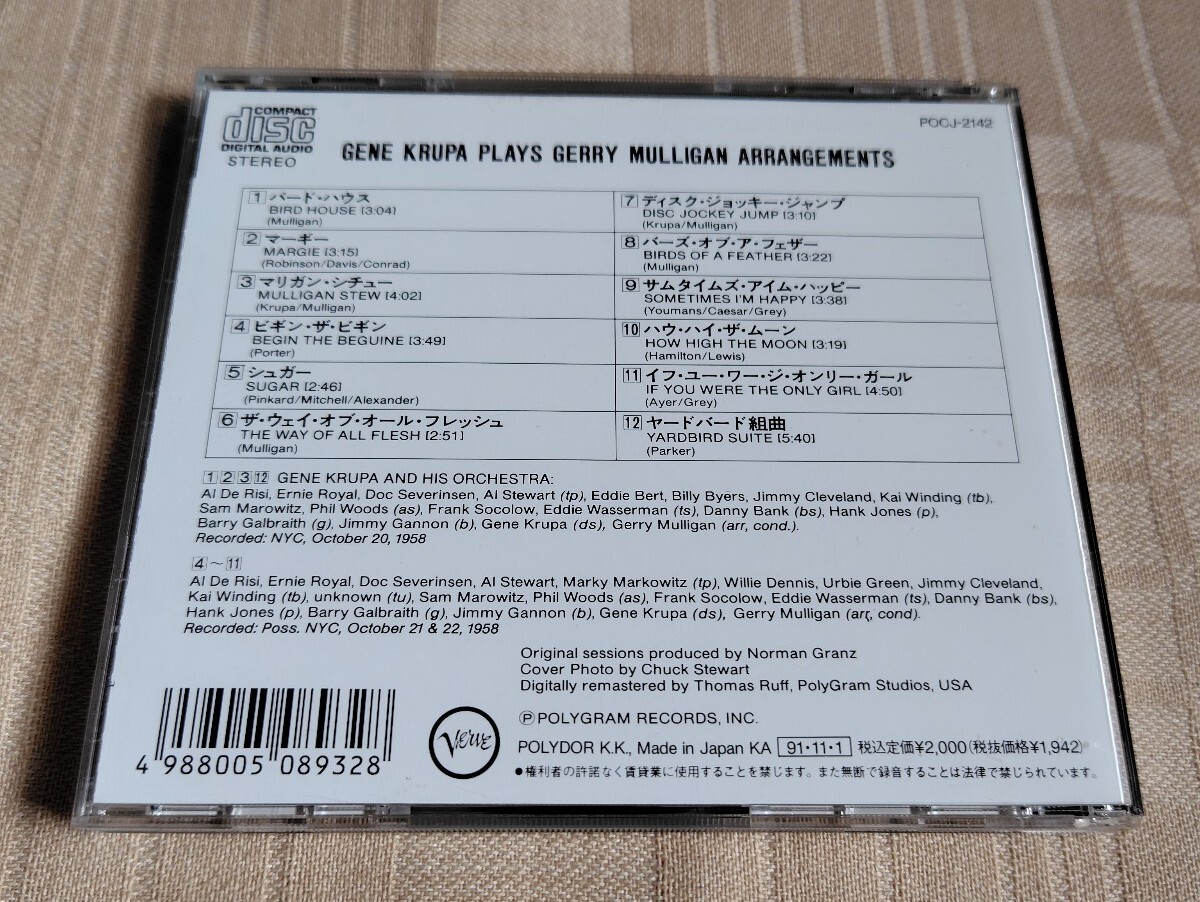 COMPACT
disc
DIGITAL AUDIO
STEREO
POCJ-2142
GENE KRUPA PLAYS GERRY MULLIGAN ARRANGEMENTS
1 バード・ハウス
BIRD HOUSE [3:04]
(Mulligan)
2 マーギー
MARGIE [3:15]
(Robinson/Davis/Conrad)
3 マリガン・シチュー
MULLIGAN STEW [4:02]
(Krupa/Mulligan)
4 ビギン・ザ・ビギン
BEGIN THE BEGUINE [3:49]
(Porter)
5 シュガー
SUGAR [2:46]
(Pinkard/Mitchell/Alexander)
6 ザ・ウェイ・オブ・オール・フレッシュ
THE WAY OF ALL FLESH [2:51]
(Mulligan)
7 ディスク・ジョッキー・ジャンプ
DISC JOCKEY JUMP [3:10]
(Krupa/Mulligan)
8 バーズ・オブ・ア・フェザー
BIRDS OF A FEATHER [3:22]
(Mulligan)
9 サムタイムズ・アイム・ハッピー
SOMETIMES I'M HAPPY [3:38]
(Youmans/Caesar/Grey)
10 ハウ・ハイ・ザ・ムーン
HOW HIGH THE MOON [3:19]
(Hamilton/Lewis)
11 イフ・ユー・ワー・ジ・オンリー・ガール
IF YOU WERE THE ONLY GIRL [4:50]
(Ayer/Grey)
12 ヤードバード組曲
YARDBIRD SUITE [5:40]
(Parker)
1 2 3 12 GENE KRUPA AND HIS ORCHESTRA:
Al De Risi, Ernie Royal, Doc Severinsen, Al Stewart (tp), Eddie Bert, Billy Byers, Jimmy Cleveland, Kai Winding (tb),
Sam Marowitz, Phil Woods (as), Frank Socolow, Eddie Wasserman (ts), Danny Bank (bs), Hank Jones (p),
Barry Galbraith (g), Jimmy Gannon (b), Gene Krupa (ds), Gerry Mulligan (arr, cond.).
Recorded: NYC, October 20, 1958
4～11
Al De Risi, Ernie Royal, Doc Severinsen, Al Stewart, Marky Markowitz (tp), Willie Dennis, Urbie Green, Jimmy Cleveland,
Kai Winding (tb), unknown (tu), Sam Marowitz, Phil Woods (as), Frank Socolow, Eddie Wasserman (ts), Danny Bank (bs),
Hank Jones (p), Barry Galbraith (g), Jimmy Gannon (b), Gene Krupa (ds), Gerry Mulligan (arr, cond).
Recorded: Poss. NYC, October 21 & 22, 1958
Original sessions produced by Norman Granz
Cover Photo by Chuck Stewart
Digitally remastered by Thomas Ruff, PolyGram Studios, USA
Ⓟ POLYGRAM RECORDS, INC.
Verve
POLYDOR K.K., Made in Japan KA 91・11・1 税込定価¥2,000(税抜価格¥1,942)
●権利者の許諾なく賃貸業に使用することを禁じます。また無断で録音することは法律で禁じられています。
4 988005 089328